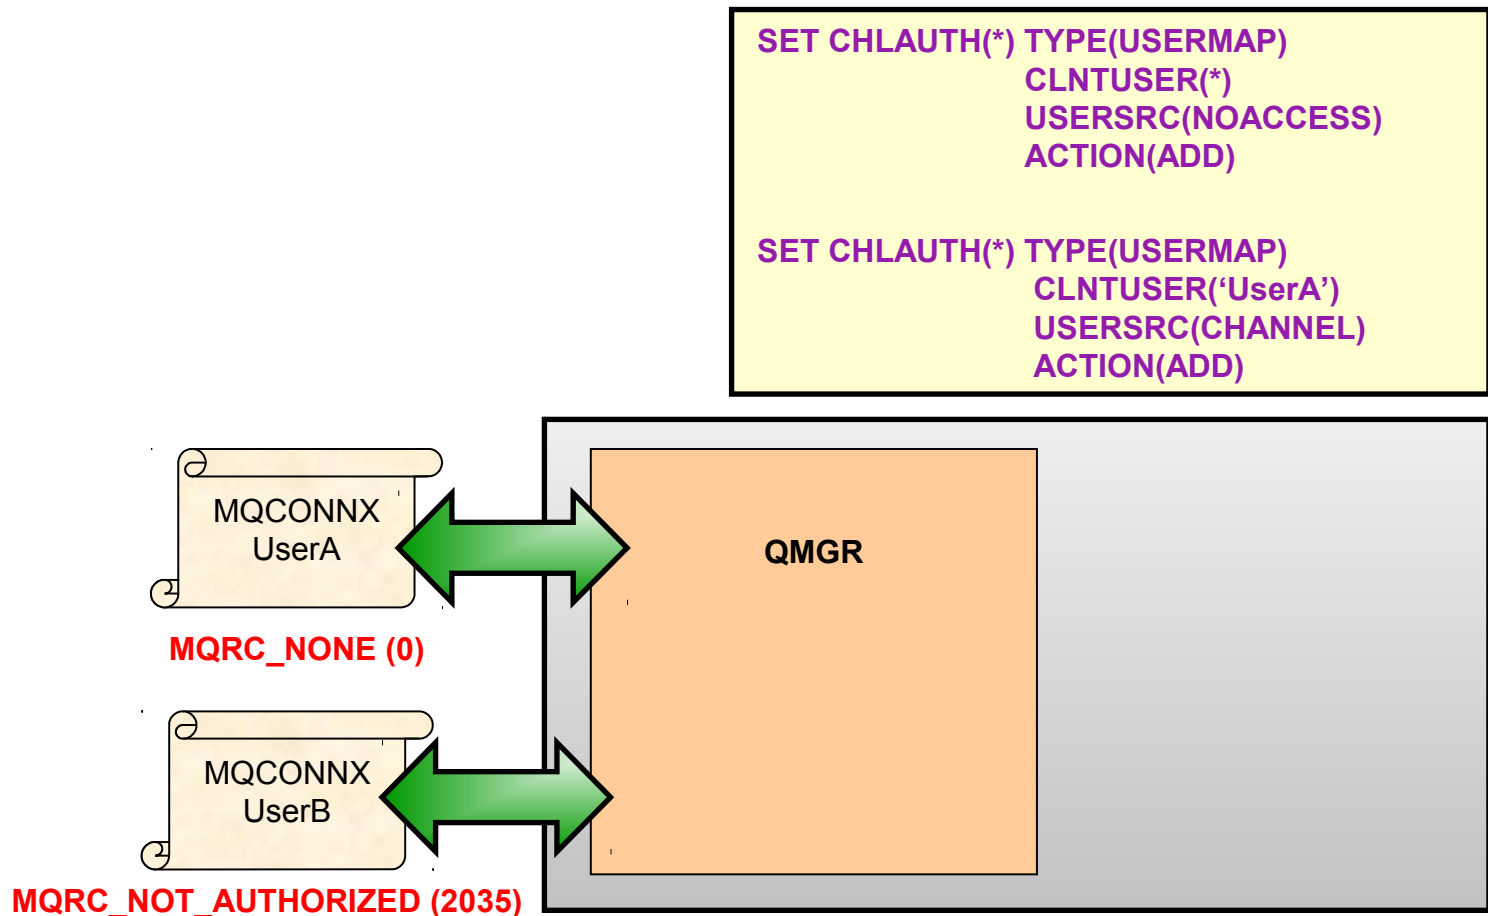 SET CHLAUTH(*) TYPE(USERMAP)
CLNTUSER(*)
USERSRC(NOACCESS)
ACTION(ADD)
SET CHLAUTH(*) TYPE(USERMAP)
CLNTUSER(‘UserA’)
USERSRC(CHANNEL)
ACTION(ADD)
MQCONNX
UserA
QMGR
MQRC_NONE (0)
MQCONNX
UserB
MQRC_NOT_AUTHORIZED (2035)